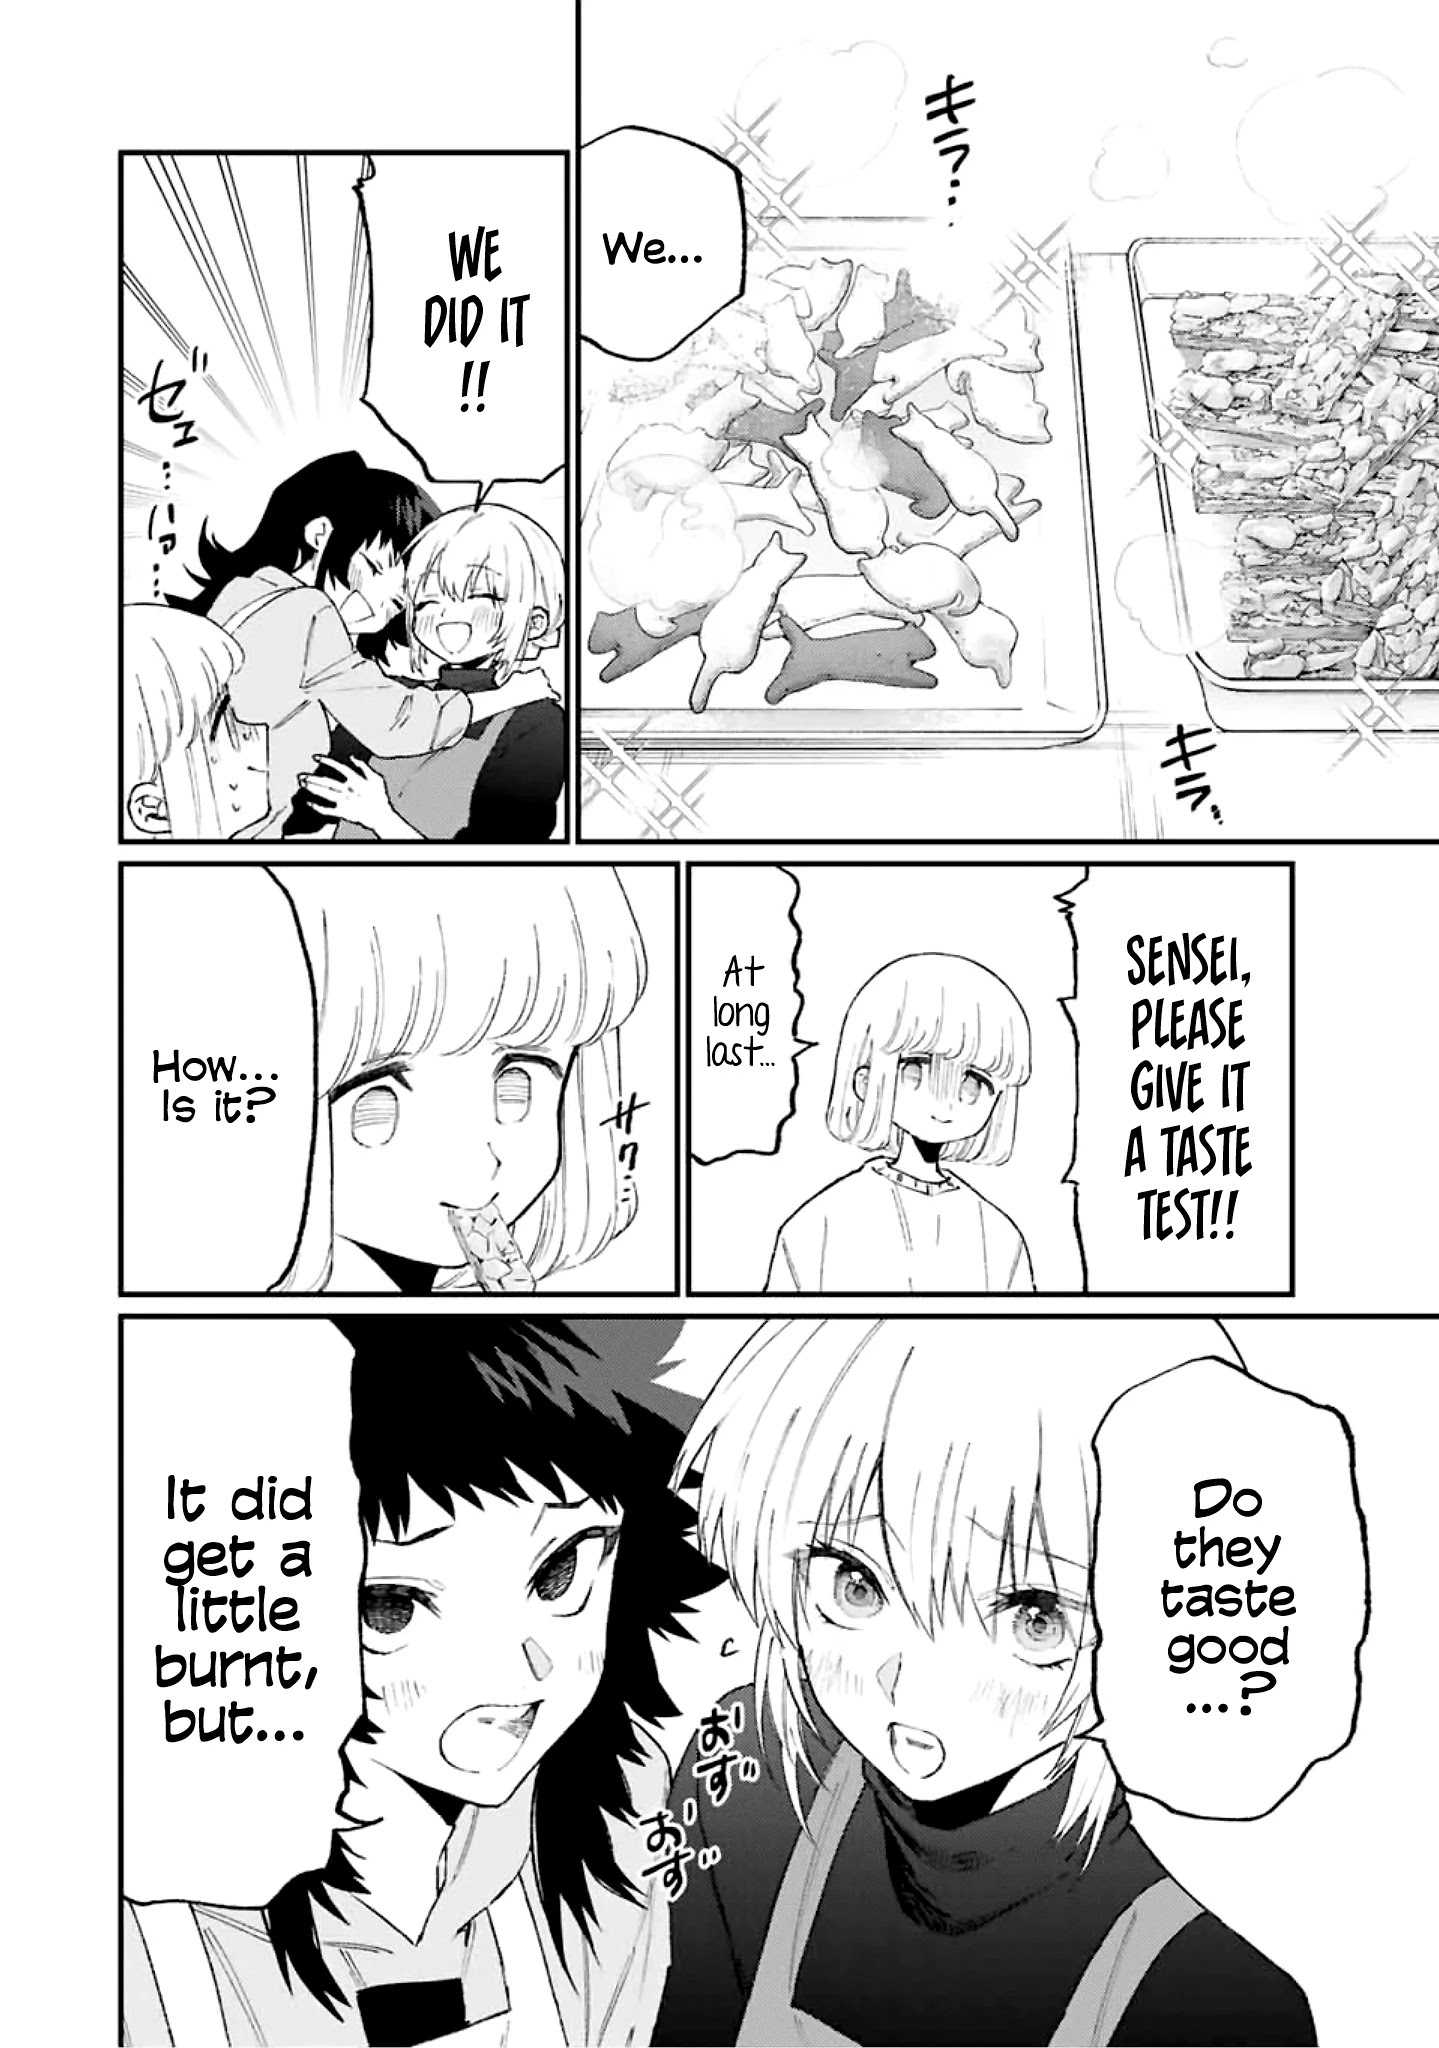 キラ…
We...
キラ…
WE
DID IT
!!
ゼェ…
ハァ…
SENSEI,
PLEASE
GIVE IT
A TASTE
TEST!!
At
long
last...
サク…
How...
Is it?
Do
they
taste
good
...?
おず
おず
It did
get a
little
burnt,
but...